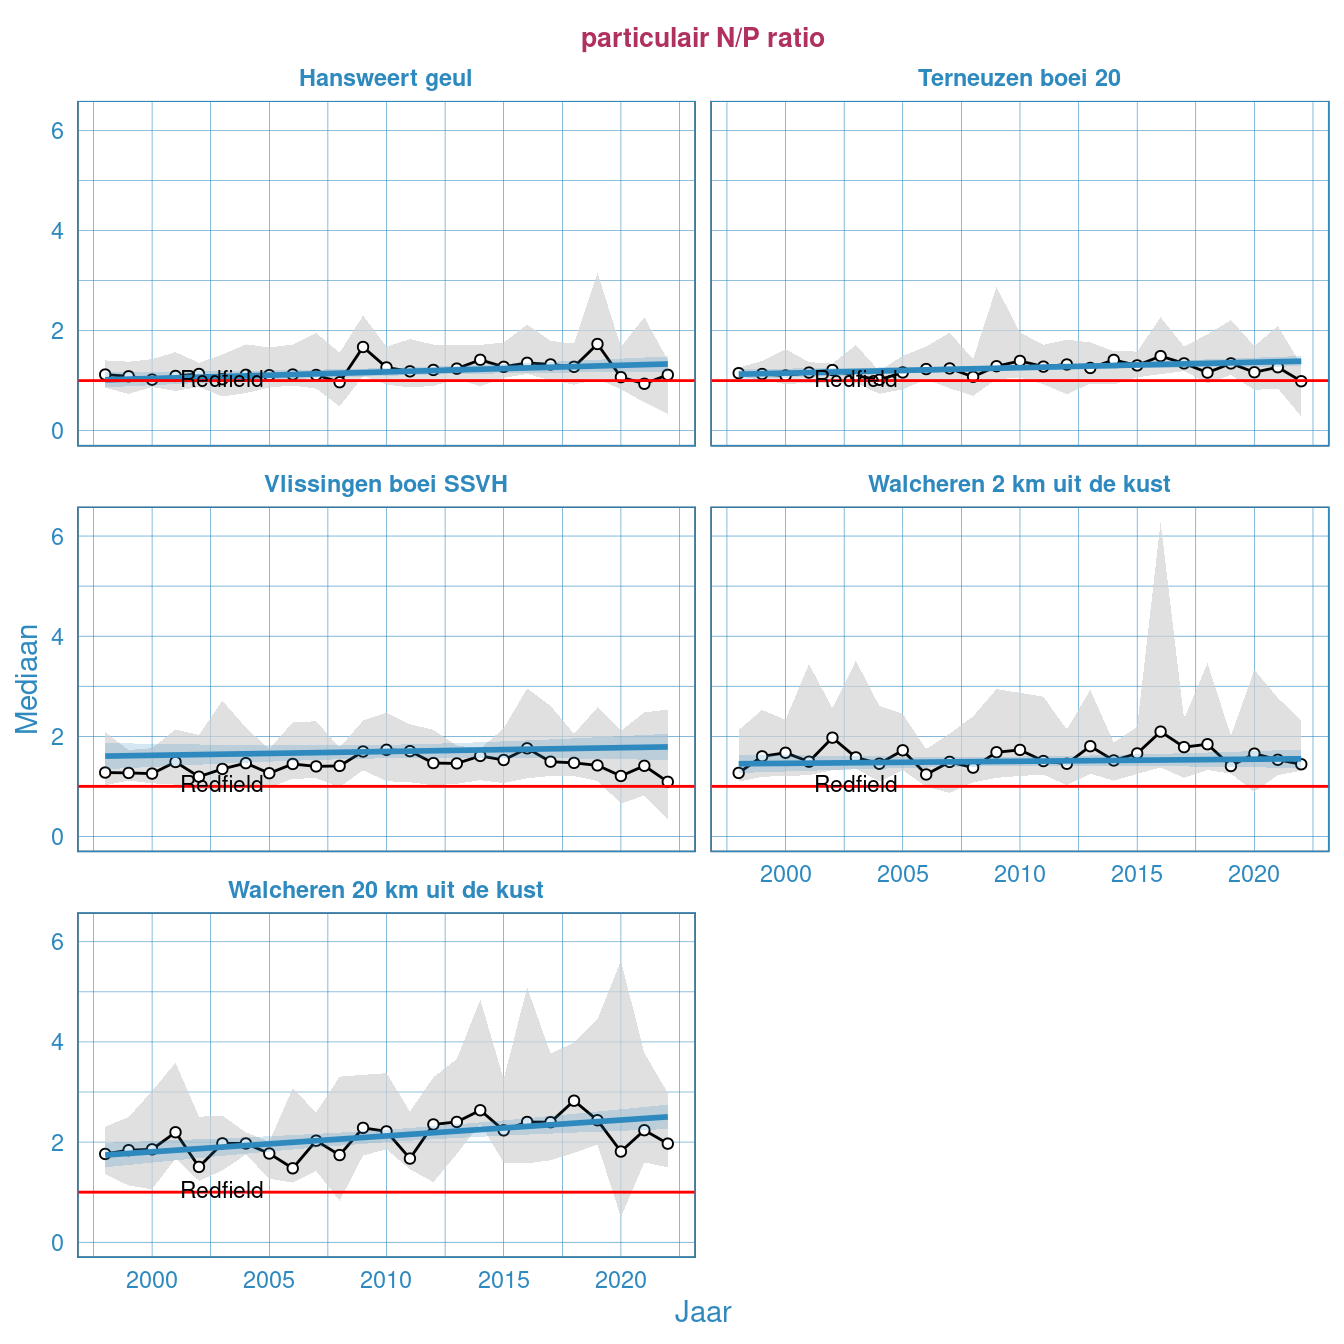 particulair N/P ratio
Hansweert geul
Terneuzen boei 20
6
4
2
0
Redfield
Redfield
Vlissingen boei SSVH
Walcheren 2 km uit de kust
6
4
2
0
Redfield
Redfield
2000 2005 2010 2015 2020
Mediaan
Walcheren 20 km uit de kust
6
4
2
0
Redfield
2000 2005 2010 2015 2020
Jaar